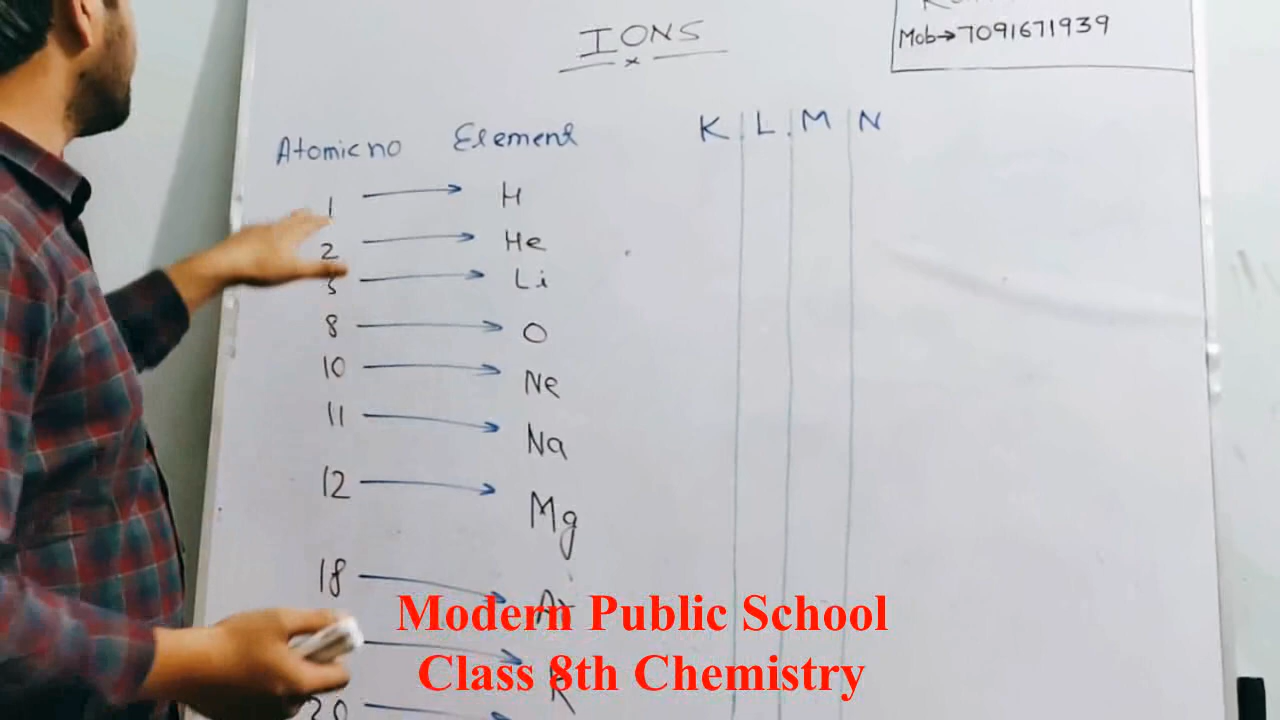 IONS
Mob→7091671939
Atomic no Element K L M N
1 → H
2 → He
3 → Li
8 → O
10 → Ne
11 → Na
12 → Mg
18 → Ar
→ K
20 →
Modern Public School
Class 8th Chemistry